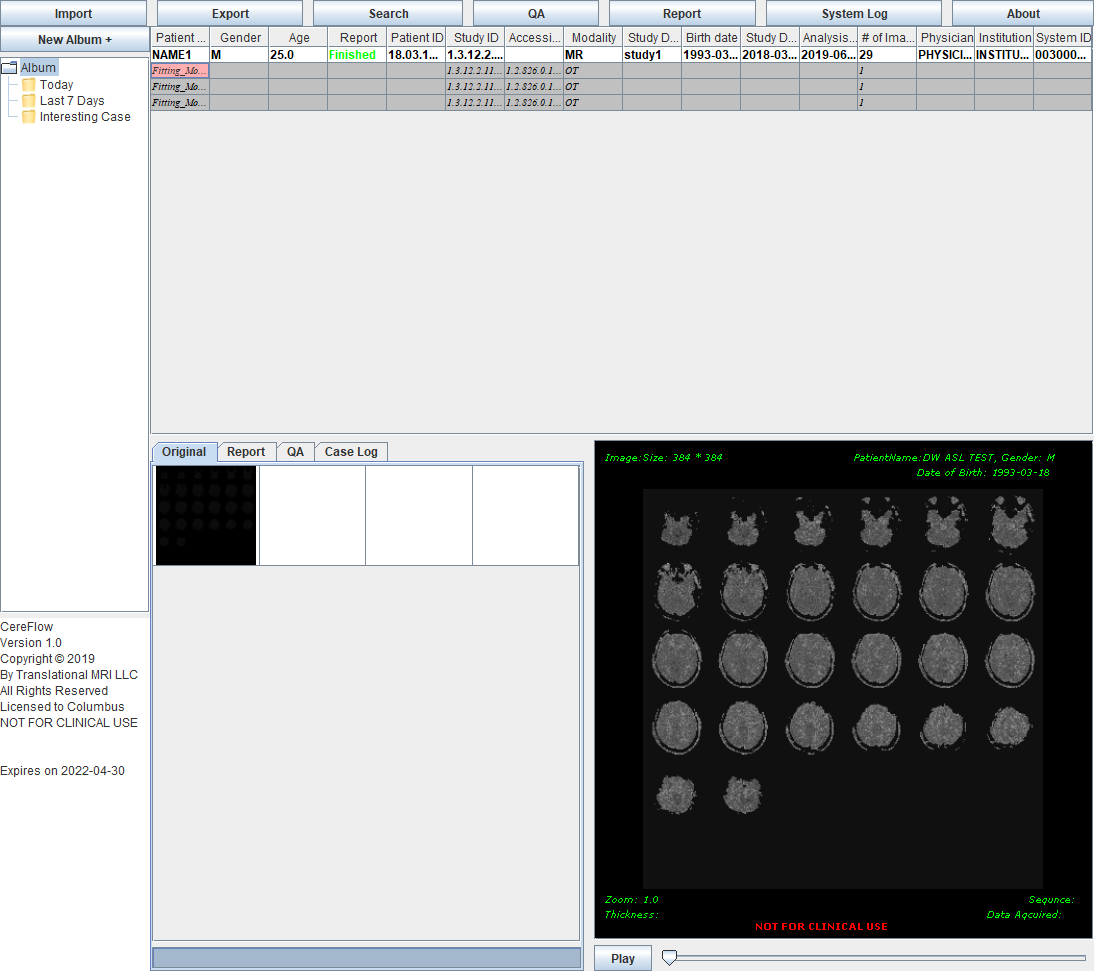 Import Export Search QA Report System Log About
New Album +
Patient ... Gender Age Report Patient ID Study ID Accessi... Modality Study D... Birth date Study D... Analysis... # of Ima... Physician Institution System ID
NAME1 M 25.0 Finished 18.03.1... 1.3.12.2.... MR study1 1993-03... 2018-03... 2019-06... 29 PHYSICI... INSTITU... 003000...
Fitting_Mo... 1.3.12.2.11... 1.2.826.0.1... OT 1
Fitting_Mo... 1.3.12.2.11... 1.2.826.0.1... OT 1
Fitting_Mo... 1.3.12.2.11... 1.2.826.0.1... OT 1
Album
Today
Last 7 Days
Interesting Case
CereFlow
Version 1.0
Copyright © 2019
By Translational MRI LLC
All Rights Reserved
Licensed to Columbus
NOT FOR CLINICAL USE
Expires on 2022-04-30
Original Report QA Case Log
Image:Size: 384 * 384
PatientName:DW ASL TEST, Gender: M
Date of Birth: 1993-03-18
Zoom: 1.0
Thickness:
Sequnce:
Data Aqcuired:
NOT FOR CLINICAL USE
Play